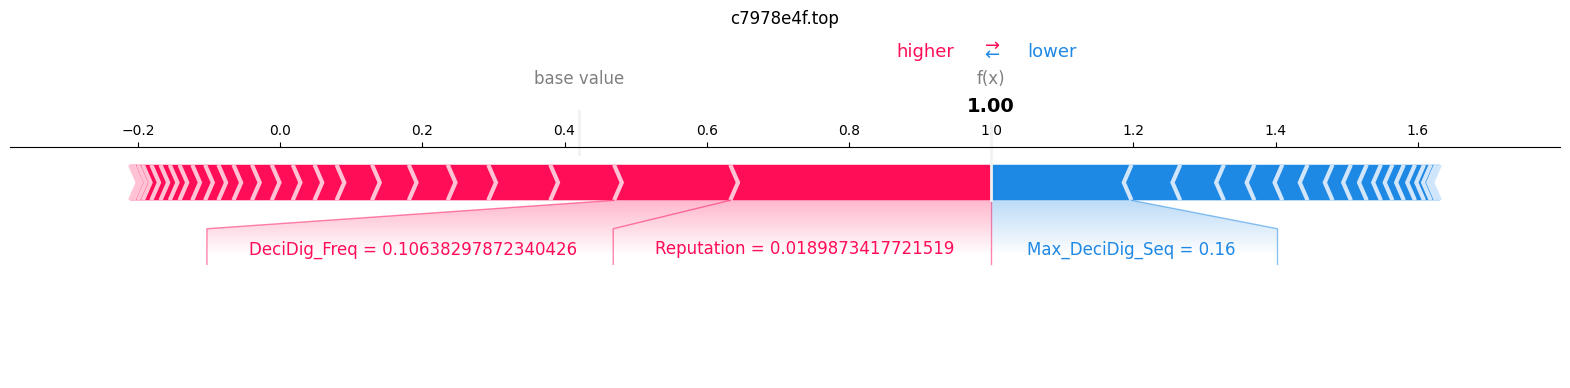 c7978e4f.top
higher → ← lower
base value f(x)
1.00
−0.2 0.0 0.2 0.4 0.6 0.8 1.0 1.2 1.4 1.6
DeciDig_Freq = 0.10638297872340426 Reputation = 0.0189873417721519 Max_DeciDig_Seq = 0.16